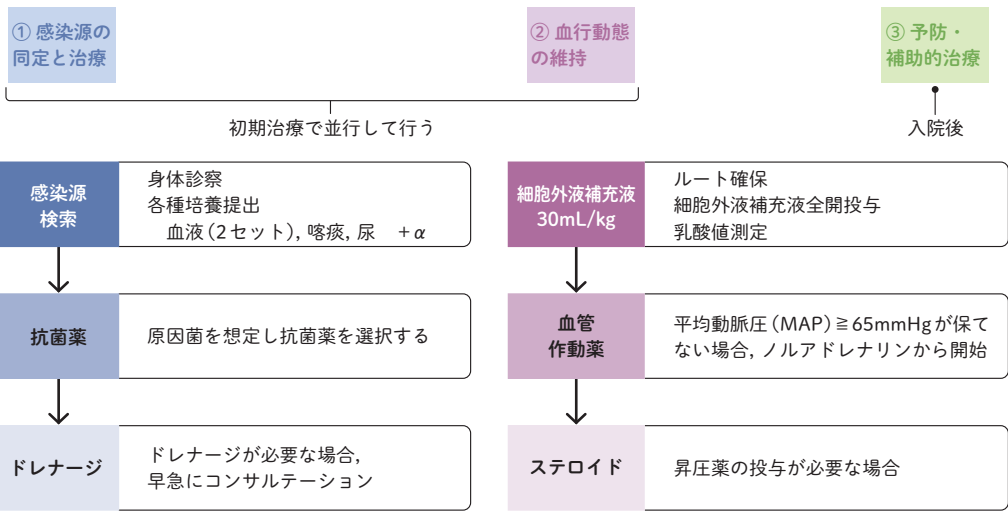 ① 感染源の
同定と治療
② 血行動態
の維持
③ 予防・
補助的治療
初期治療で並行して行う
入院後
感染源
検索
身体診察
各種培養提出
血液(2セット), 喀痰, 尿 +α
抗菌薬
原因菌を想定し抗菌薬を選択する
ドレナージ
ドレナージが必要な場合,
早急にコンサルテーション
細胞外液補充液
30mL/kg
ルート確保
細胞外液補充液全開投与
乳酸値測定
血管
作動薬
平均動脈圧(MAP)≧65mmHgが保て
ない場合, ノルアドレナリンから開始
ステロイド
昇圧薬の投与が必要な場合